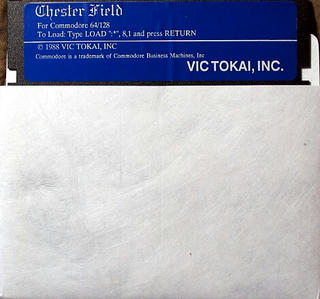 Chester Field
For Commodore 64/128
To Load: Type LOAD ":*", 8,1 and press RETURN
© 1988 VIC TOKAI, INC
Commodore is a trademark of Commodore Business Machines, Inc
VIC TOKAI, INC.